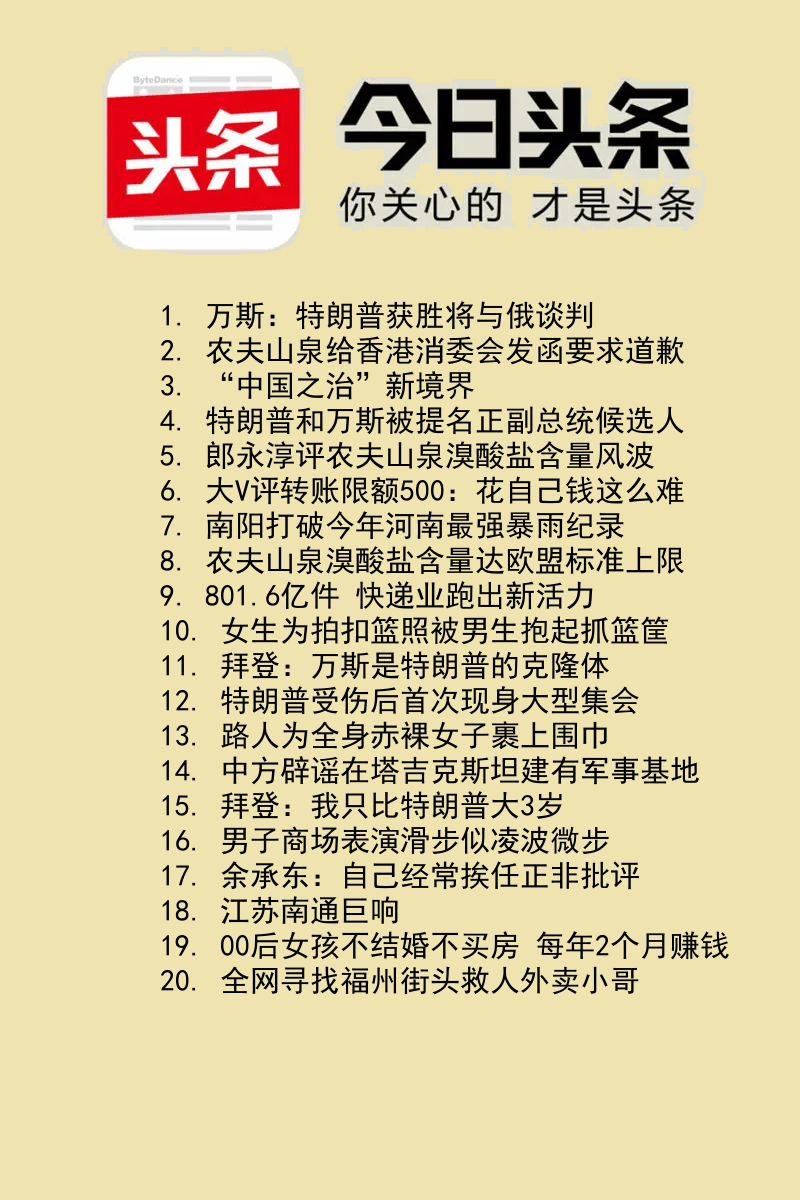 ByteDance
头条
今日头条
你关心的 才是头条
1. 万斯：特朗普获胜将与俄谈判
2. 农夫山泉给香港消委会发函要求道歉
3. “中国之治”新境界
4. 特朗普和万斯被提名正副总统候选人
5. 郎永淳评农夫山泉溴酸盐含量风波
6. 大V评转账限额500：花自己钱这么难
7. 南阳打破今年河南最强暴雨纪录
8. 农夫山泉溴酸盐含量达欧盟标准上限
9. 801.6亿件 快递业跑出新活力
10. 女生为拍扣篮照被男生抱起抓篮筐
11. 拜登：万斯是特朗普的克隆体
12. 特朗普受伤后首次现身大型集会
13. 路人为全身赤裸女子裹上围巾
14. 中方辟谣在塔吉克斯坦建有军事基地
15. 拜登：我只比特朗普大3岁
16. 男子商场表演滑步似凌波微步
17. 余承东：自己经常挨任正非批评
18. 江苏南通巨响
19. 00后女孩不结婚不买房 每年2个月赚钱
20. 全网寻找福州街头救人外卖小哥